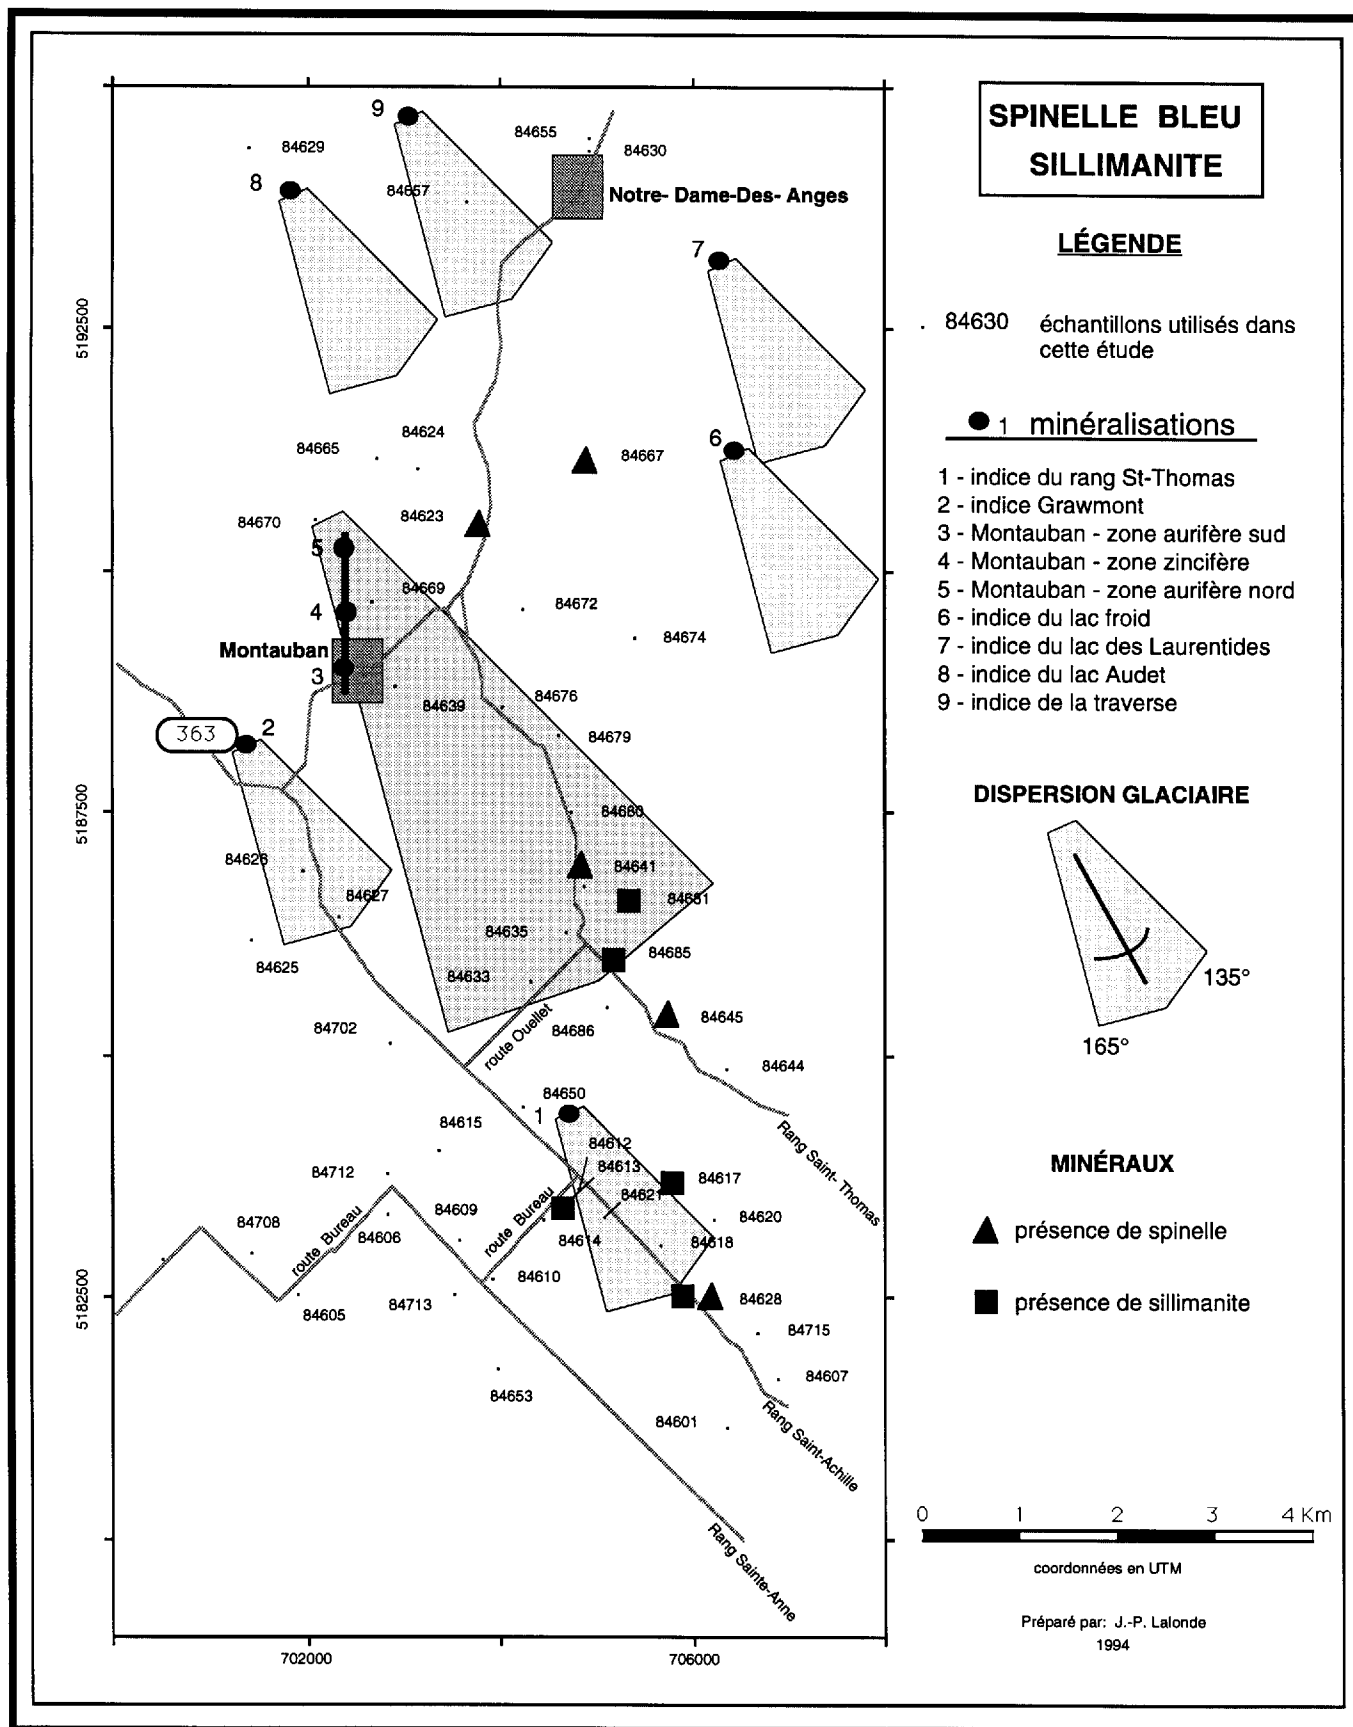 SPINELLE BLEU
SILLIMANITE
LÉGENDE
84630 échantillons utilisés dans
cette étude
1 minéralisations
1 - indice du rang St-Thomas
2 - indice Grawmont
3 - Montauban - zone aurifère sud
4 - Montauban - zone zincifère
5 - Montauban - zone aurifère nord
6 - indice du lac froid
7 - indice du lac des Laurentides
8 - indice du lac Audet
9 - indice de la traverse
DISPERSION GLACIAIRE
135°
165°
MINÉRAUX
présence de spinelle
présence de sillimanite
0 1 2 3 4 Km
coordonnées en UTM
Préparé par: J.-P. Lalonde
1994
9
84655
84629
84630
8
84657
Notre- Dame-Des- Anges
7
5192500
84624
6
84665
84667
84670
84623
5
84669
84672
4
84674
Montauban
3
84676
84639
363
2
84679
5187500
84660
84626
84641
84627
84681
84635
84685
84625
84633
84645
84702
route Ouellet
84686
84644
84650
1
84615
Rang Saint-Thomas
84612
84613
84712
84617
84621
84708
route Bureau
84609
route Bureau
84620
84606
84614
84618
84610
5182500
84605
84713
84628
84715
84607
84653
84601
Rang Saint-Achille
Rang Sainte-Anne
702000
706000